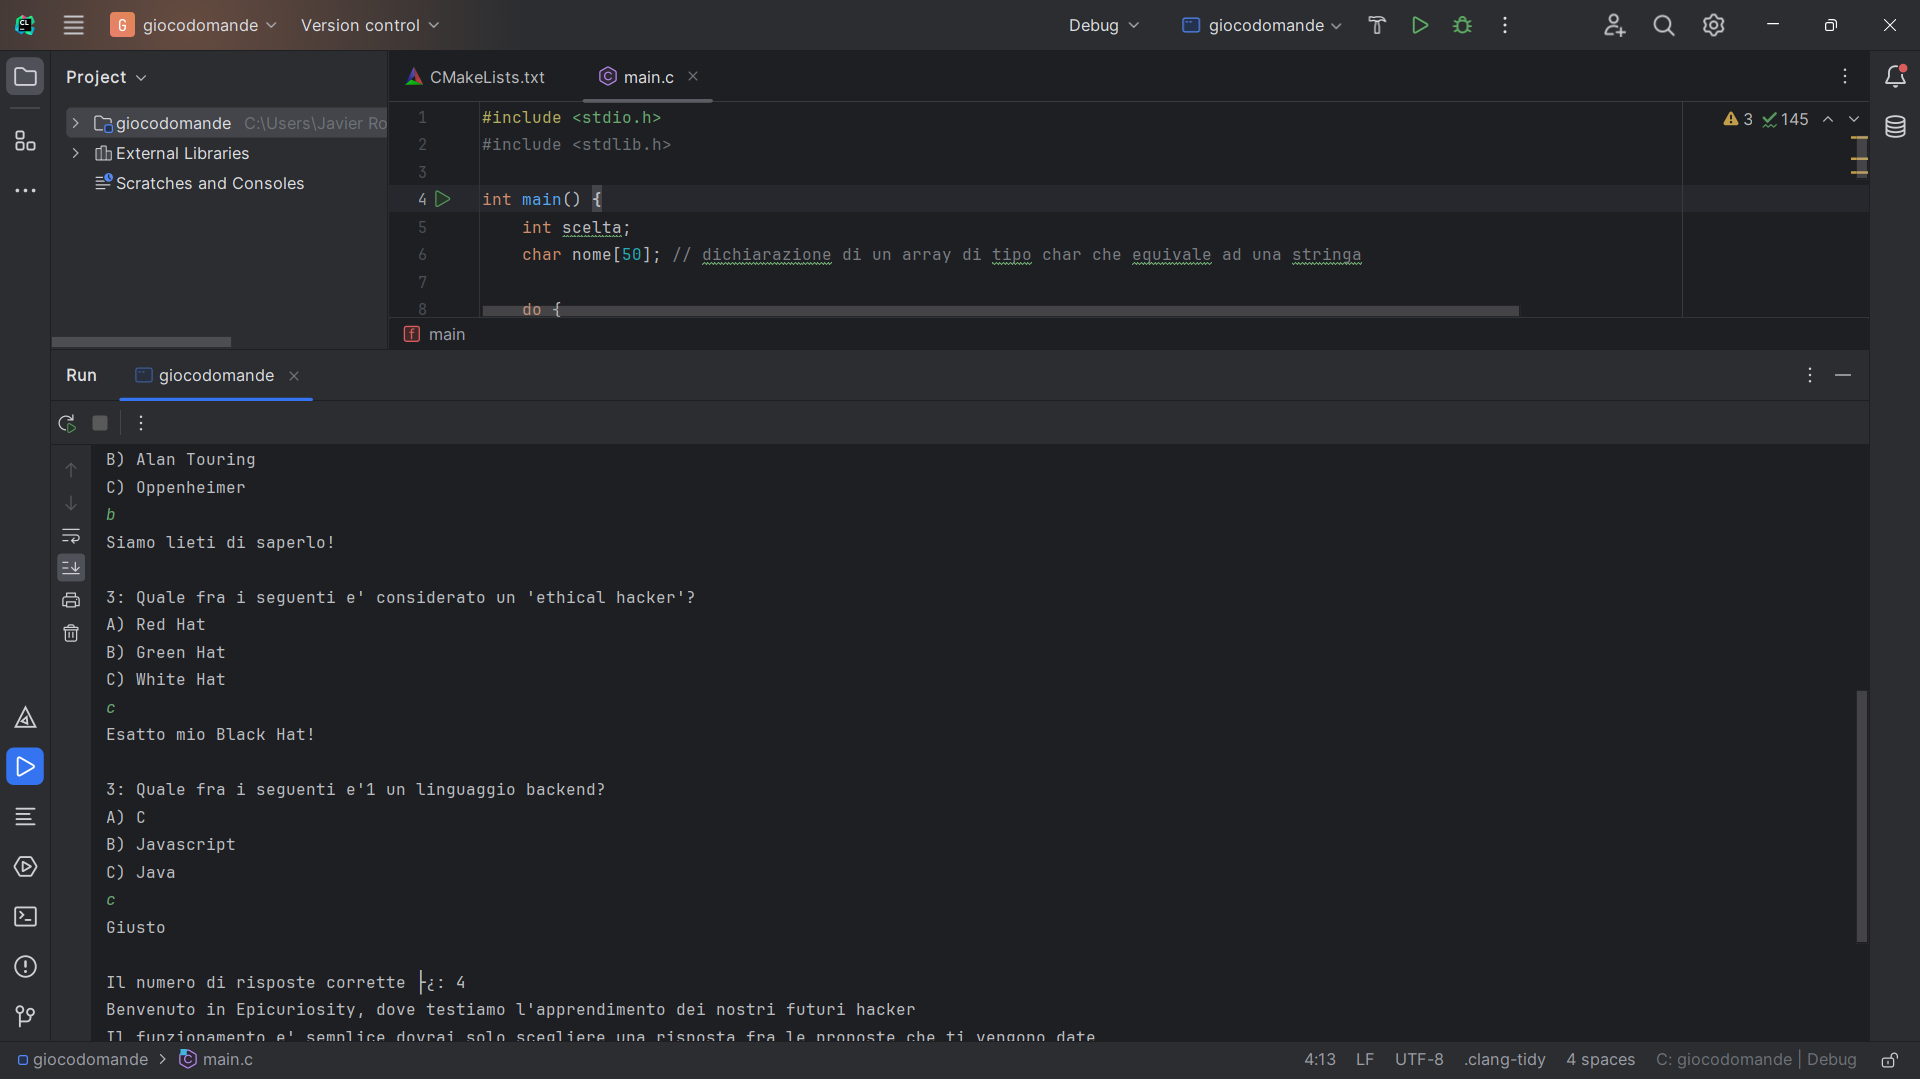 G giocodomande Version control Debug giocodomande
Project
giocodomande C:\Users\Javier Ro
External Libraries
Scratches and Consoles
CMakeLists.txt main.c
3 145
1 #include <stdio.h>
2 #include <stdlib.h>
3
4 int main() {
5 int scelta;
6 char nome[50]; // dichiarazione di un array di tipo char che equivale ad una stringa
7
8 do {
f main
Run giocodomande
B) Alan Touring
C) Oppenheimer
b
Siamo lieti di saperlo!
3: Quale fra i seguenti e' considerato un 'ethical hacker'?
A) Red Hat
B) Green Hat
C) White Hat
c
Esatto mio Black Hat!
3: Quale fra i seguenti e'1 un linguaggio backend?
A) C
B) Javascript
C) Java
c
Giusto
Il numero di risposte corrette ├¿: 4
Benvenuto in Epicuriosity, dove testiamo l'apprendimento dei nostri futuri hacker
Il funzionamento e' semplice dovrai solo scegliere una risposta fra le proposte che ti vengono date
giocodomande > main.c 4:13 LF UTF-8 .clang-tidy 4 spaces C: giocodomande | Debug